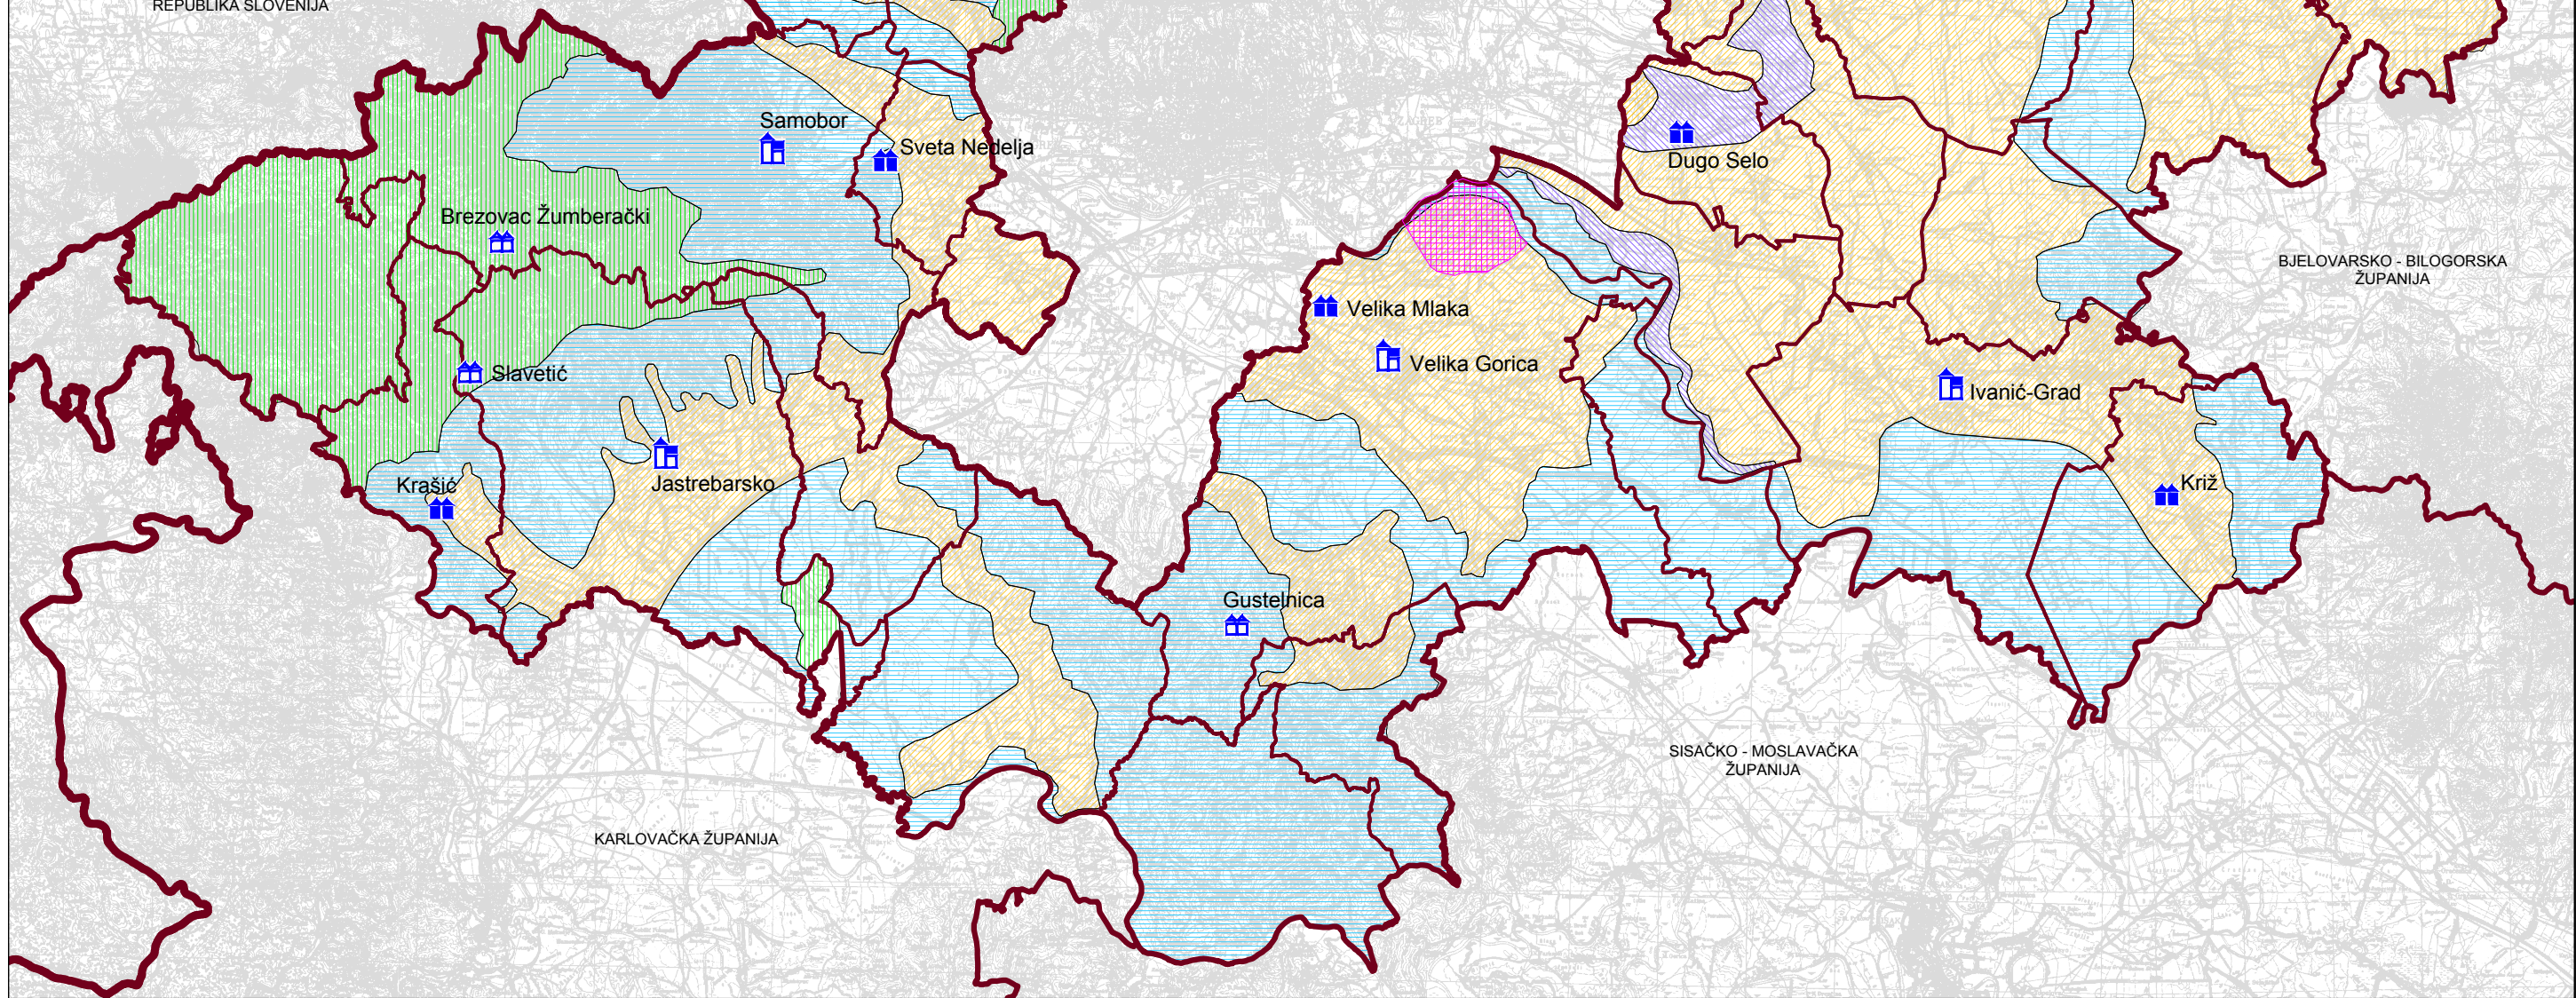 REPUBLIKA SLOVENIJA
Samobor
Sveta Nedelja
Dugo Selo
Brezovac Žumberački
BJELOVARSKO - BILOGORSKA
ŽUPANIJA
Velika Mlaka
Velika Gorica
Slavetić
Ivanić-Grad
Jastrebarsko
Krašić
Križ
Gustelnica
SISAČKO - MOSLAVAČKA
ŽUPANIJA
KARLOVAČKA ŽUPANIJA